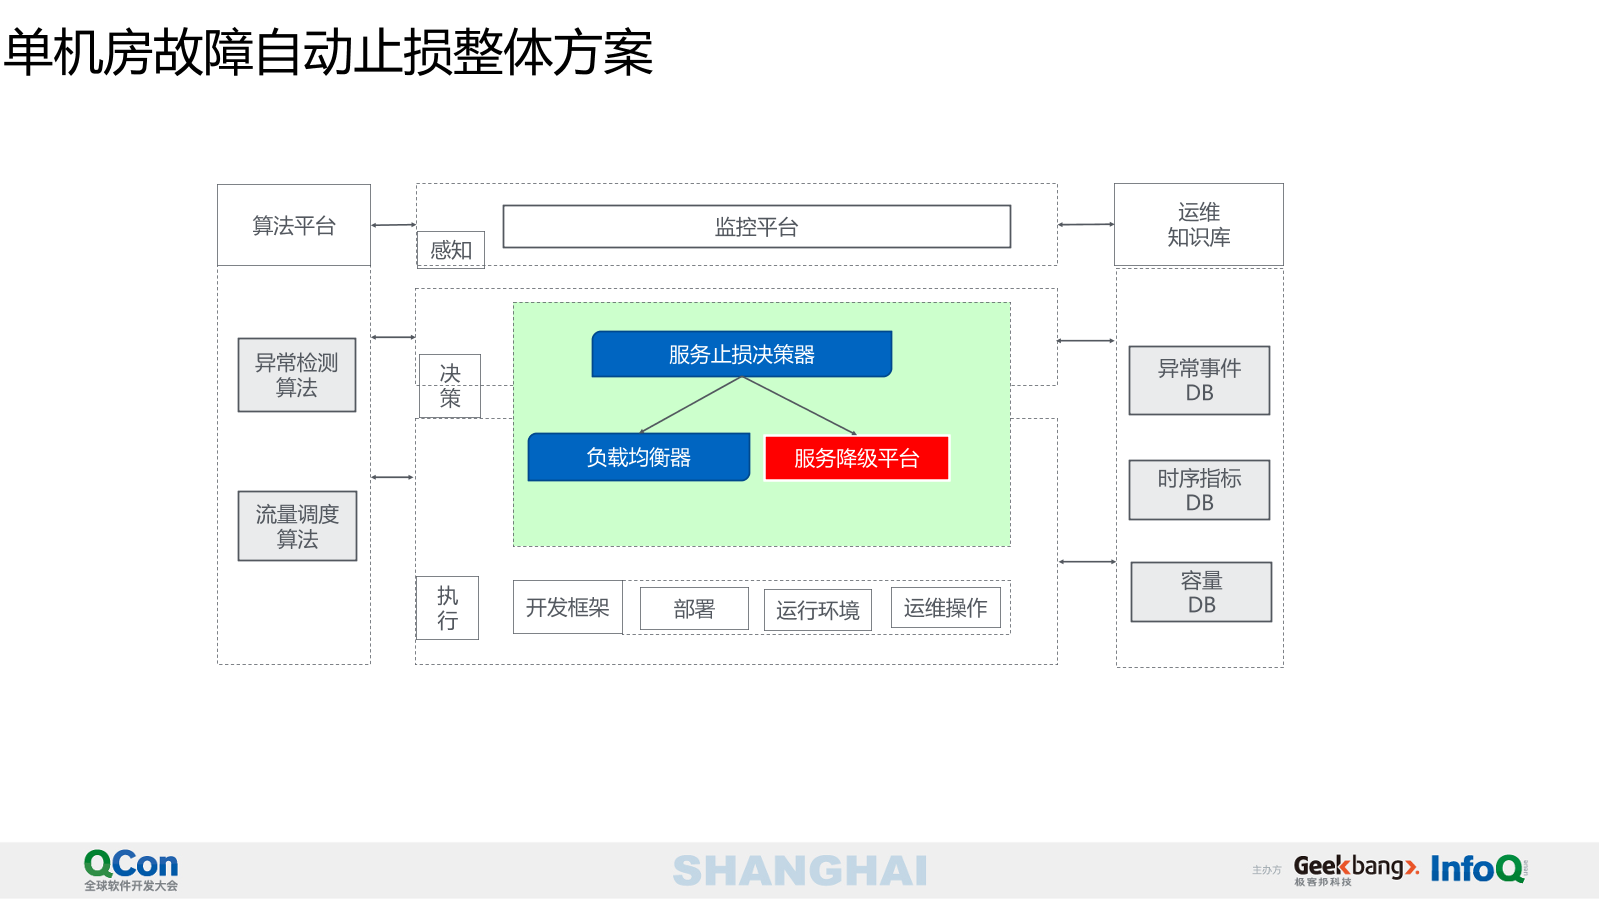 单机房故障自动止损整体方案
算法平台
异常检测
算法
流量调度
算法
监控平台
感知
服务止损决策器
决
策
负载均衡器
服务降级平台
执
行
开发框架
部署
运行环境
运维操作
运维
知识库
异常事件
DB
时序指标
DB
容量
DB
QCon
全球软件开发大会
SHANGHAI
主办方
Geekbang>.
极客邦科技
InfoQ